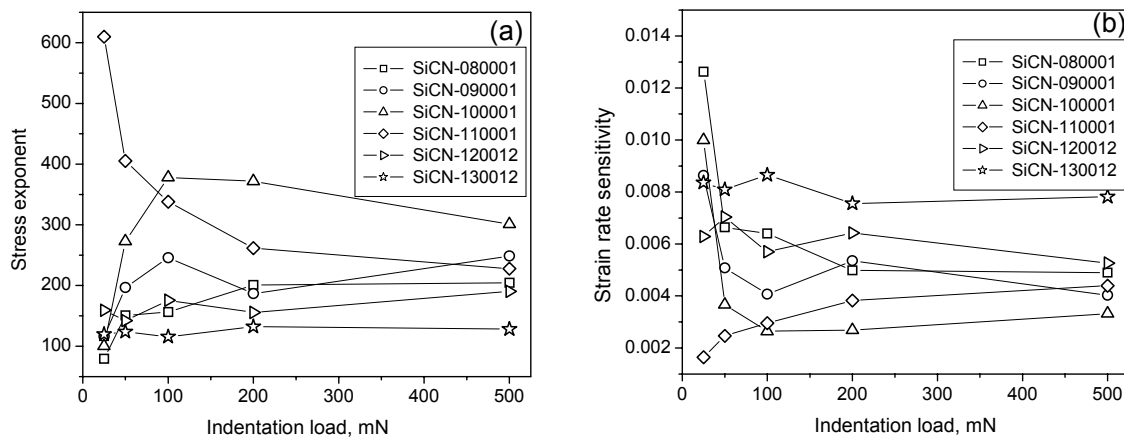 (a)
Stress exponent
600
500
400
300
200
100
0
100
200
300
400
500
Indentation load, mN
SiCN-080001
SiCN-090001
SiCN-100001
SiCN-110001
SiCN-120012
SiCN-130012
(b)
Strain rate sensitivity
0.014
0.012
0.010
0.008
0.006
0.004
0.002
0
100
200
300
400
500
Indentation load, mN
SiCN-080001
SiCN-090001
SiCN-100001
SiCN-110001
SiCN-120012
SiCN-130012